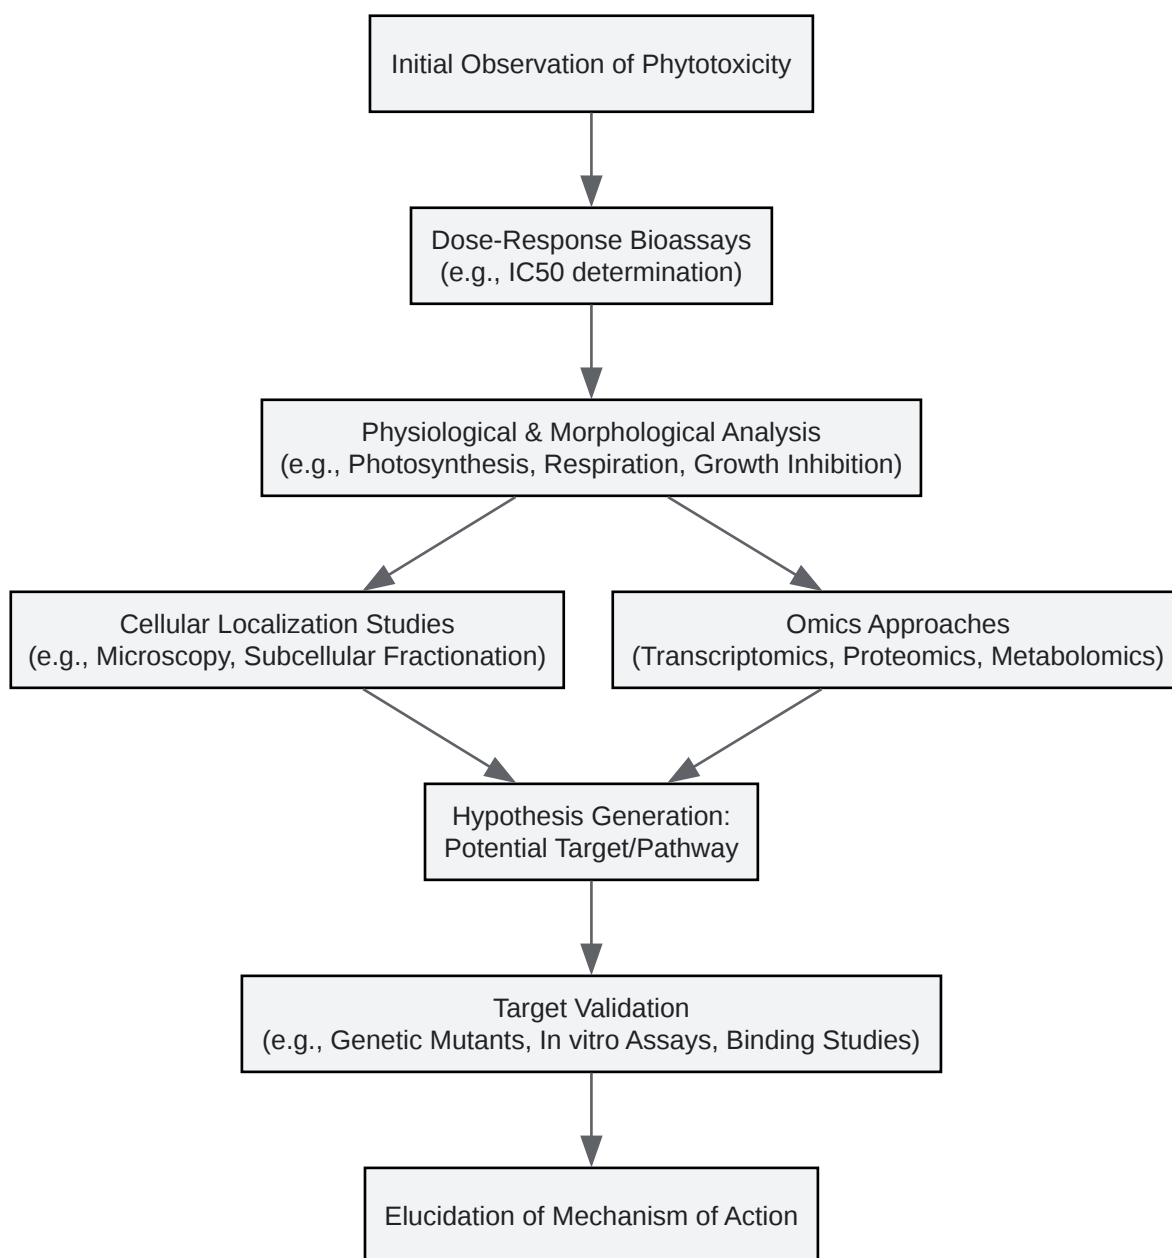 Initial Observation of Phytotoxicity
Dose-Response Bioassays
(e.g., IC50 determination)
Physiological & Morphological Analysis
(e.g., Photosynthesis, Respiration, Growth Inhibition)
Cellular Localization Studies
(e.g., Microscopy, Subcellular Fractionation)
Omics Approaches
(Transcriptomics, Proteomics, Metabolomics)
Hypothesis Generation:
Potential Target/Pathway
Target Validation
(e.g., Genetic Mutants, In vitro Assays, Binding Studies)
Elucidation of Mechanism of Action